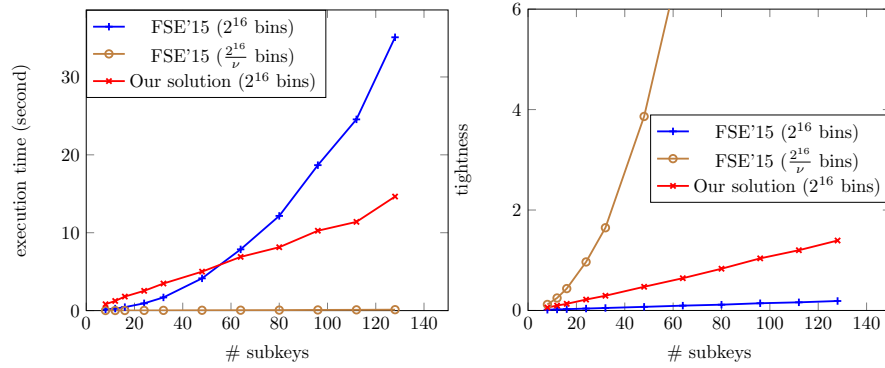 FSE'15 (2^16 bins)
FSE'15 (2^16/ν bins)
Our solution (2^16 bins)
execution time (second)
30
20
10
0
0 20 40 60 80 100 120 140
# subkeys
FSE'15 (2^16 bins)
FSE'15 (2^16/ν bins)
Our solution (2^16 bins)
tightness
6
4
2
0
0 20 40 60 80 100 120 140
# subkeys